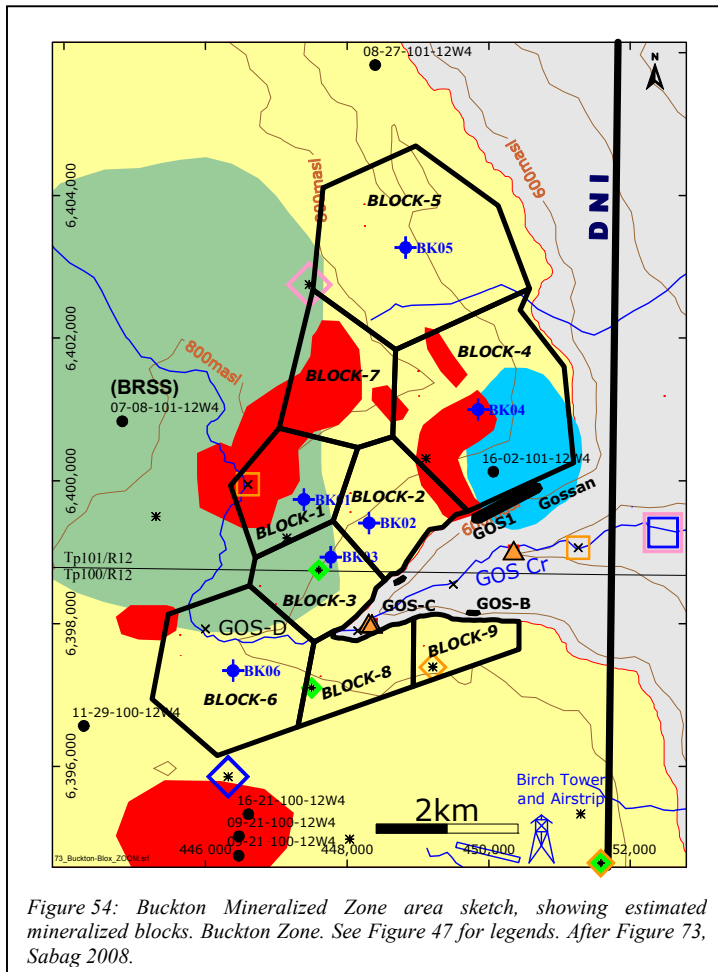 08-27-101-12W4
N
600masl
600masl
800masl
DNI
6,404,000
BLOCK-5
BK05
6,402,000
BLOCK-4
BLOCK-7
800masl
(BRSS)
07-08-101-12W4
BK04
16-02-101-12W4
6,400,000
BK01
BLOCK-2
BK02
BLOCK-1
Gossan
GOS1
BK03
Tp101/R12
Tp100/R12
GOS Cr
BLOCK-3
6,398,000
GOS-C
GOS-B
GOS-D
BLOCK-9
BK06
BLOCK-8
BLOCK-6
11-29-100-12W4
6,396,000
Birch Tower
and Airstrip
2km
16-21-100-12W4
09-21-100-12W4
09-21-100-12W4
446,000
448,000
450,000
452,000
73_Buckton-Blox_ZOOM.srf
Figure 54: Buckton Mineralized Zone area sketch, showing estimated
mineralized blocks. Buckton Zone. See Figure 47 for legends. After Figure 73,
Sabag 2008.